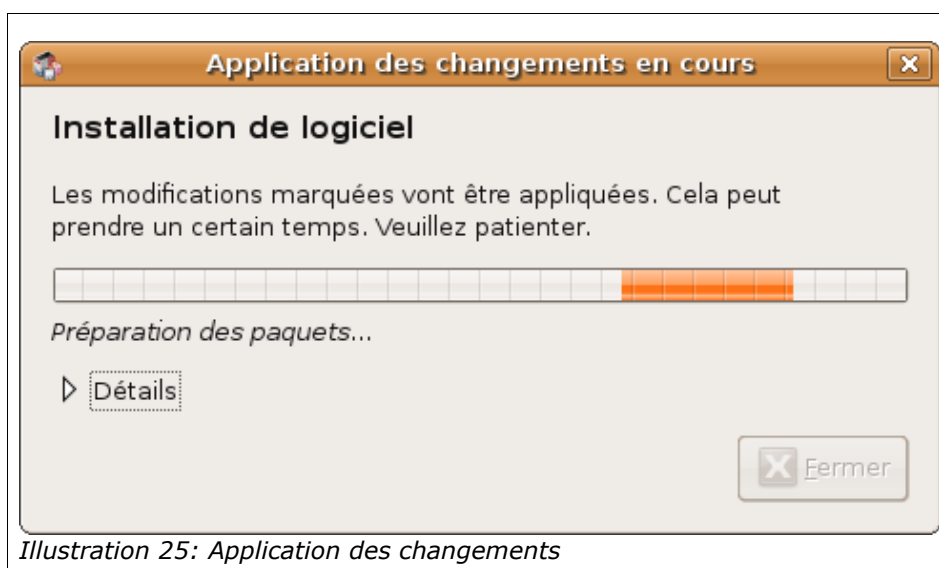 Application des changements en cours
Installation de logiciel
Les modifications marquées vont être appliquées. Cela peut
prendre un certain temps. Veuillez patienter.
Préparation des paquets...
Détails
Fermer
Illustration 25: Application des changements